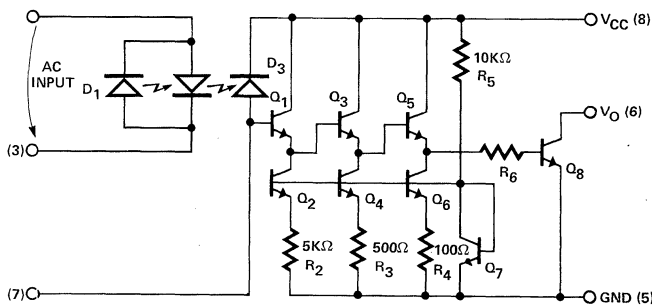 AC
INPUT
D1
D3
Q1
Q3
Q5
10KΩ
R5
VCC (8)
VO (6)
(3)
R6
Q8
Q2
Q4
Q6
5KΩ
R2
500Ω
R3
100Ω
R4
Q7
(7)
GND (5)